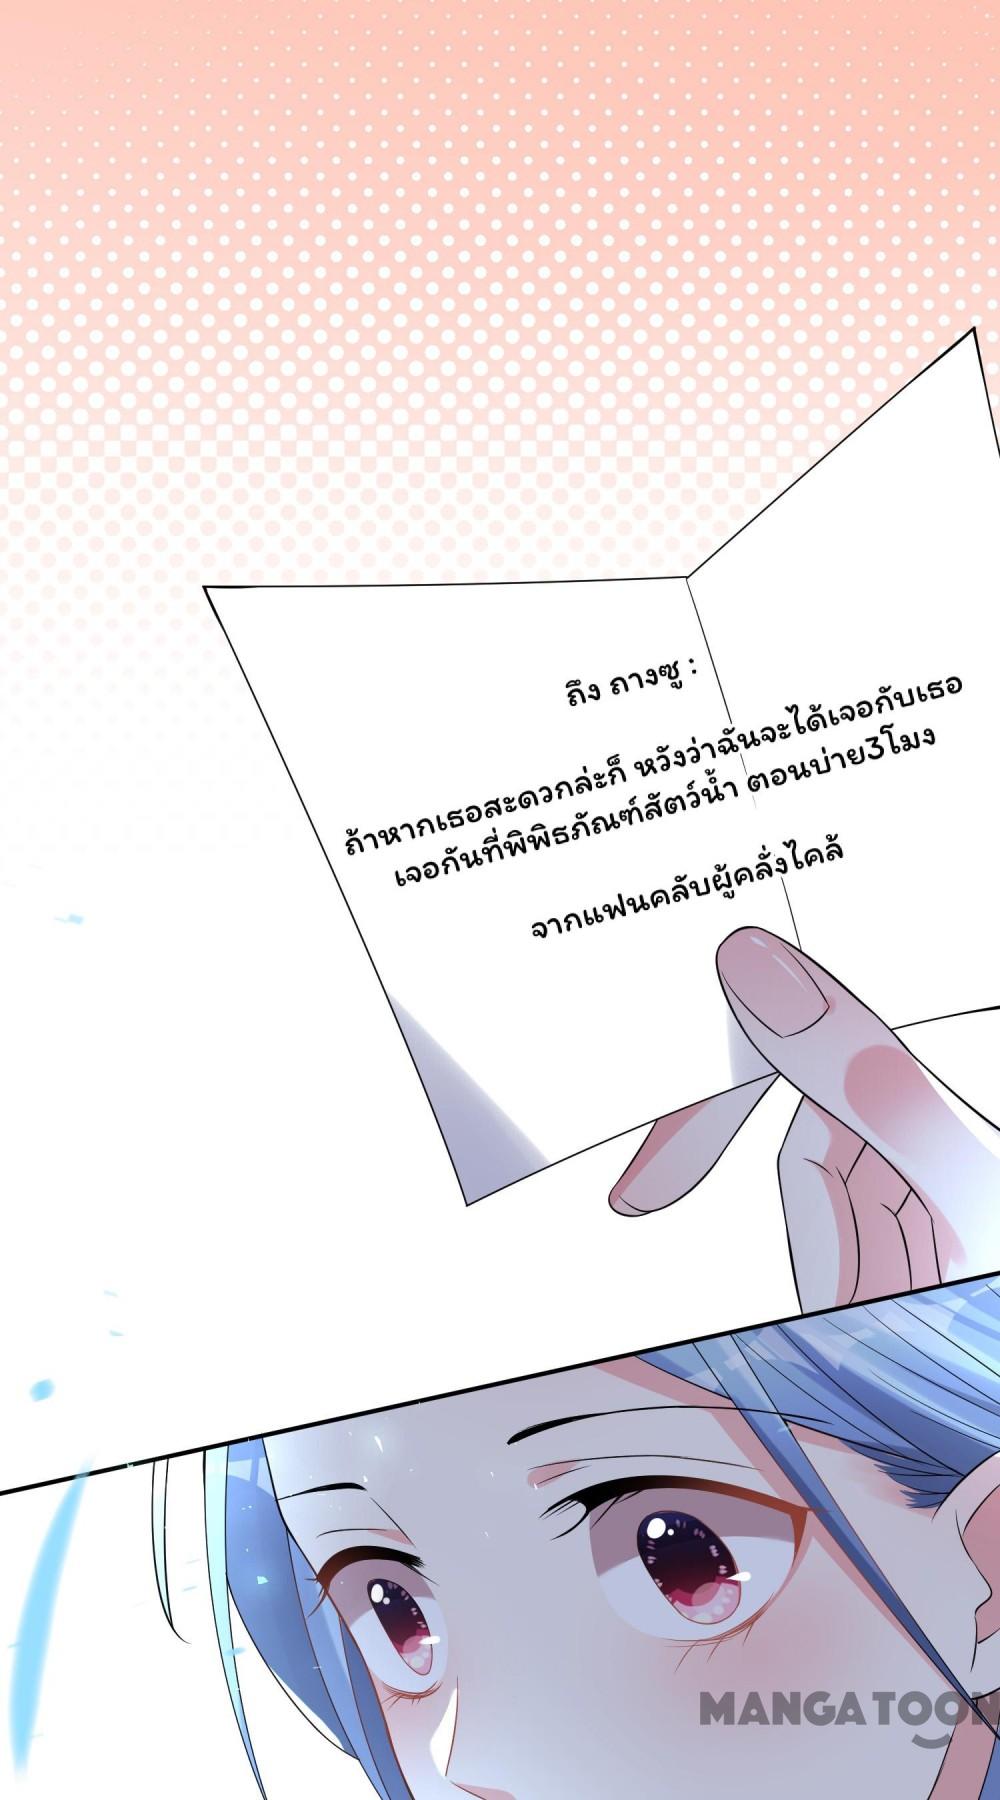 ถึง ถางซู :
ถ้าหากเธอสะดวกล่ะก็ หวังว่าฉันจะได้เจอกับเธอ
เจอกันที่พิพิธภัณฑ์สัตว์น้ำ ตอนบ่าย3โมง
จากแฟนคลับผู้คลั่งไคล้
MANGATOON